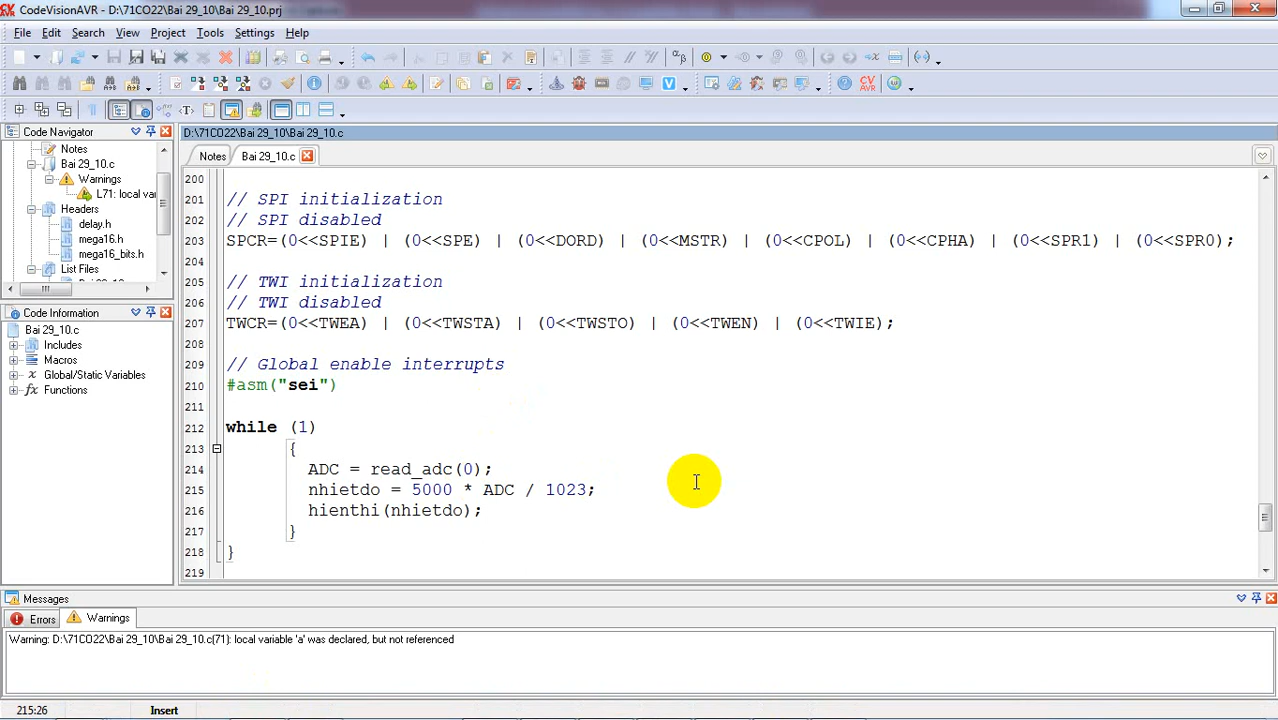 CodeVisionAVR - D:\71CO22\Bai 29_10\Bai 29_10.prj
File Edit Search View Project Tools Settings Help
Code Navigator
D:\71CO22\Bai 29_10\Bai 29_10.c
Notes
Bai 29_10.c
Warnings
L71: local var
Headers
delay.h
mega16.h
mega16_bits.h
List Files
Code Information
Bai 29_10.c
Includes
Macros
Global/Static Variables
Functions
Notes Bai 29_10.c
200
201 // SPI initialization
202 // SPI disabled
203 SPCR=(0<<SPIE) | (0<<SPE) | (0<<DORD) | (0<<MSTR) | (0<<CPOL) | (0<<CPHA) | (0<<SPR1) | (0<<SPR0);
204
205 // TWI initialization
206 // TWI disabled
207 TWCR=(0<<TWEA) | (0<<TWSTA) | (0<<TWSTO) | (0<<TWEN) | (0<<TWIE);
208
209 // Global enable interrupts
210 #asm("sei")
211
212 while (1)
213 {
214 ADC = read_adc(0);
215 nhietdo = 5000 * ADC / 1023;
216 hienthi(nhietdo);
217 }
218 }
219
Messages
Errors Warnings
Warning: D:\71CO22\Bai 29_10\Bai 29_10.c(71): local variable 'a' was declared, but not referenced
215:26 Insert